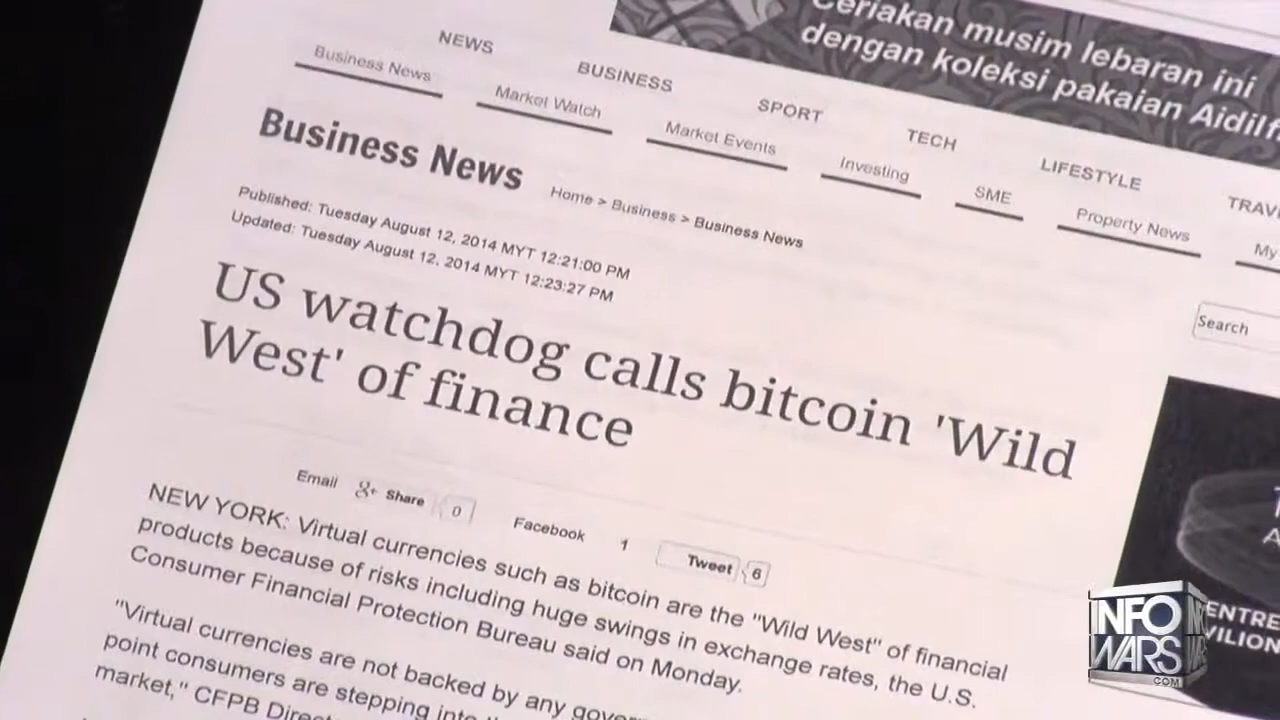 Ceriakan musim lebaran ini
dengan koleksi pakaian
NEWS BUSINESS SPORT TECH LIFESTYLE
Business News Market Watch Market Events Investing SME Property News My
Business News
Home > Business > Business News
Published: Tuesday August 12, 2014 MYT 12:21:00 PM
Updated: Tuesday August 12, 2014 MYT 12:23:27 PM
Search
US watchdog calls bitcoin 'Wild
West' of finance
Email g+ Share 0 Facebook 1 Tweet 6
NEW YORK: Virtual currencies such as bitcoin are the "Wild West" of financial
products because of risks including huge swings in exchange rates, the U.S.
Consumer Financial Protection Bureau said on Monday.
"Virtual currencies are not backed by any
point consumers are stepping into
market," CFPB
INFO
WARS
.COM